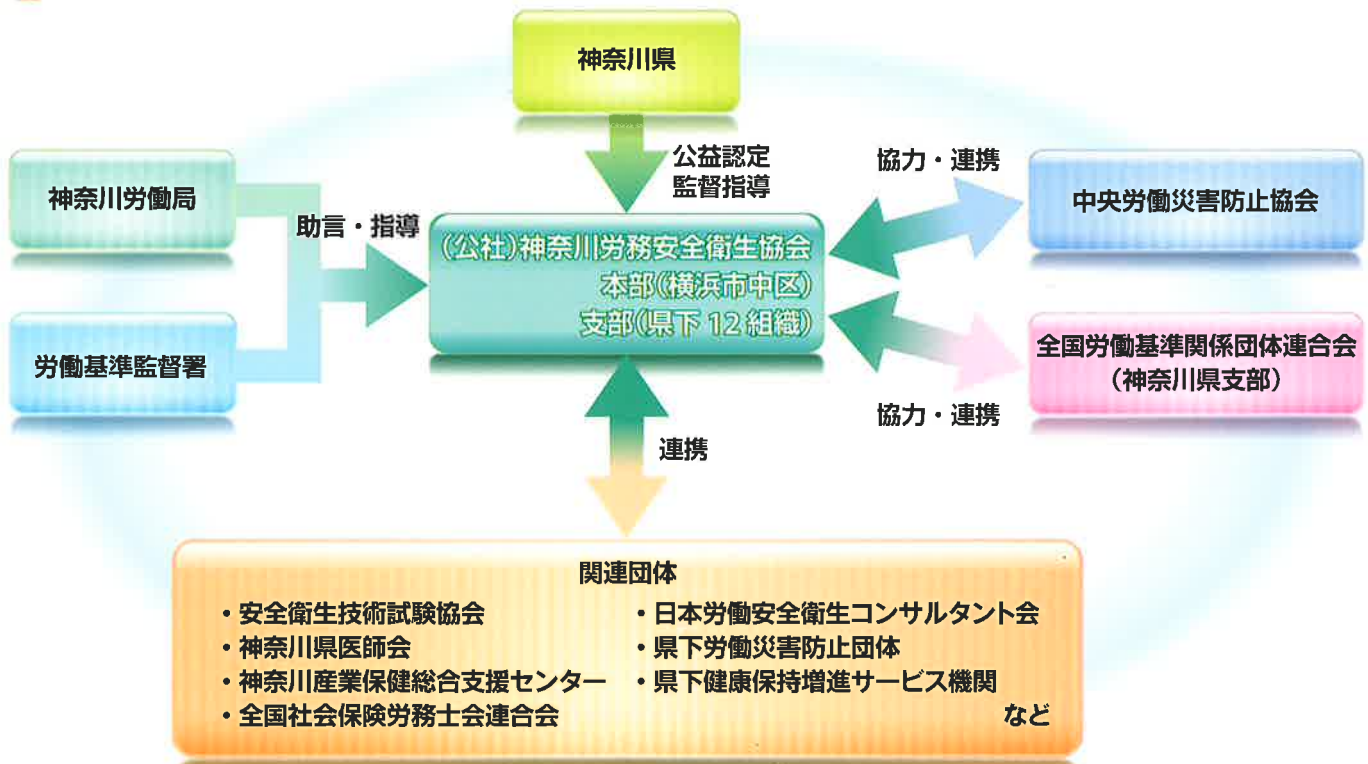 神奈川県
公益認定
監督指導
神奈川労働局
労働基準監督署
助言・指導
(公社)神奈川労務安全衛生協会
本部(横浜市中区)
支部(県下 12 組織)
協力・連携
中央労働災害防止協会
全国労働基準関係団体連合会
(神奈川県支部)
協力・連携
連携
関連団体
・安全衛生技術試験協会
・神奈川県医師会
・神奈川産業保健総合支援センター
・全国社会保険労務士会連合会
・日本労働安全衛生コンサルタント会
・県下労働災害防止団体
・県下健康保持増進サービス機関
など